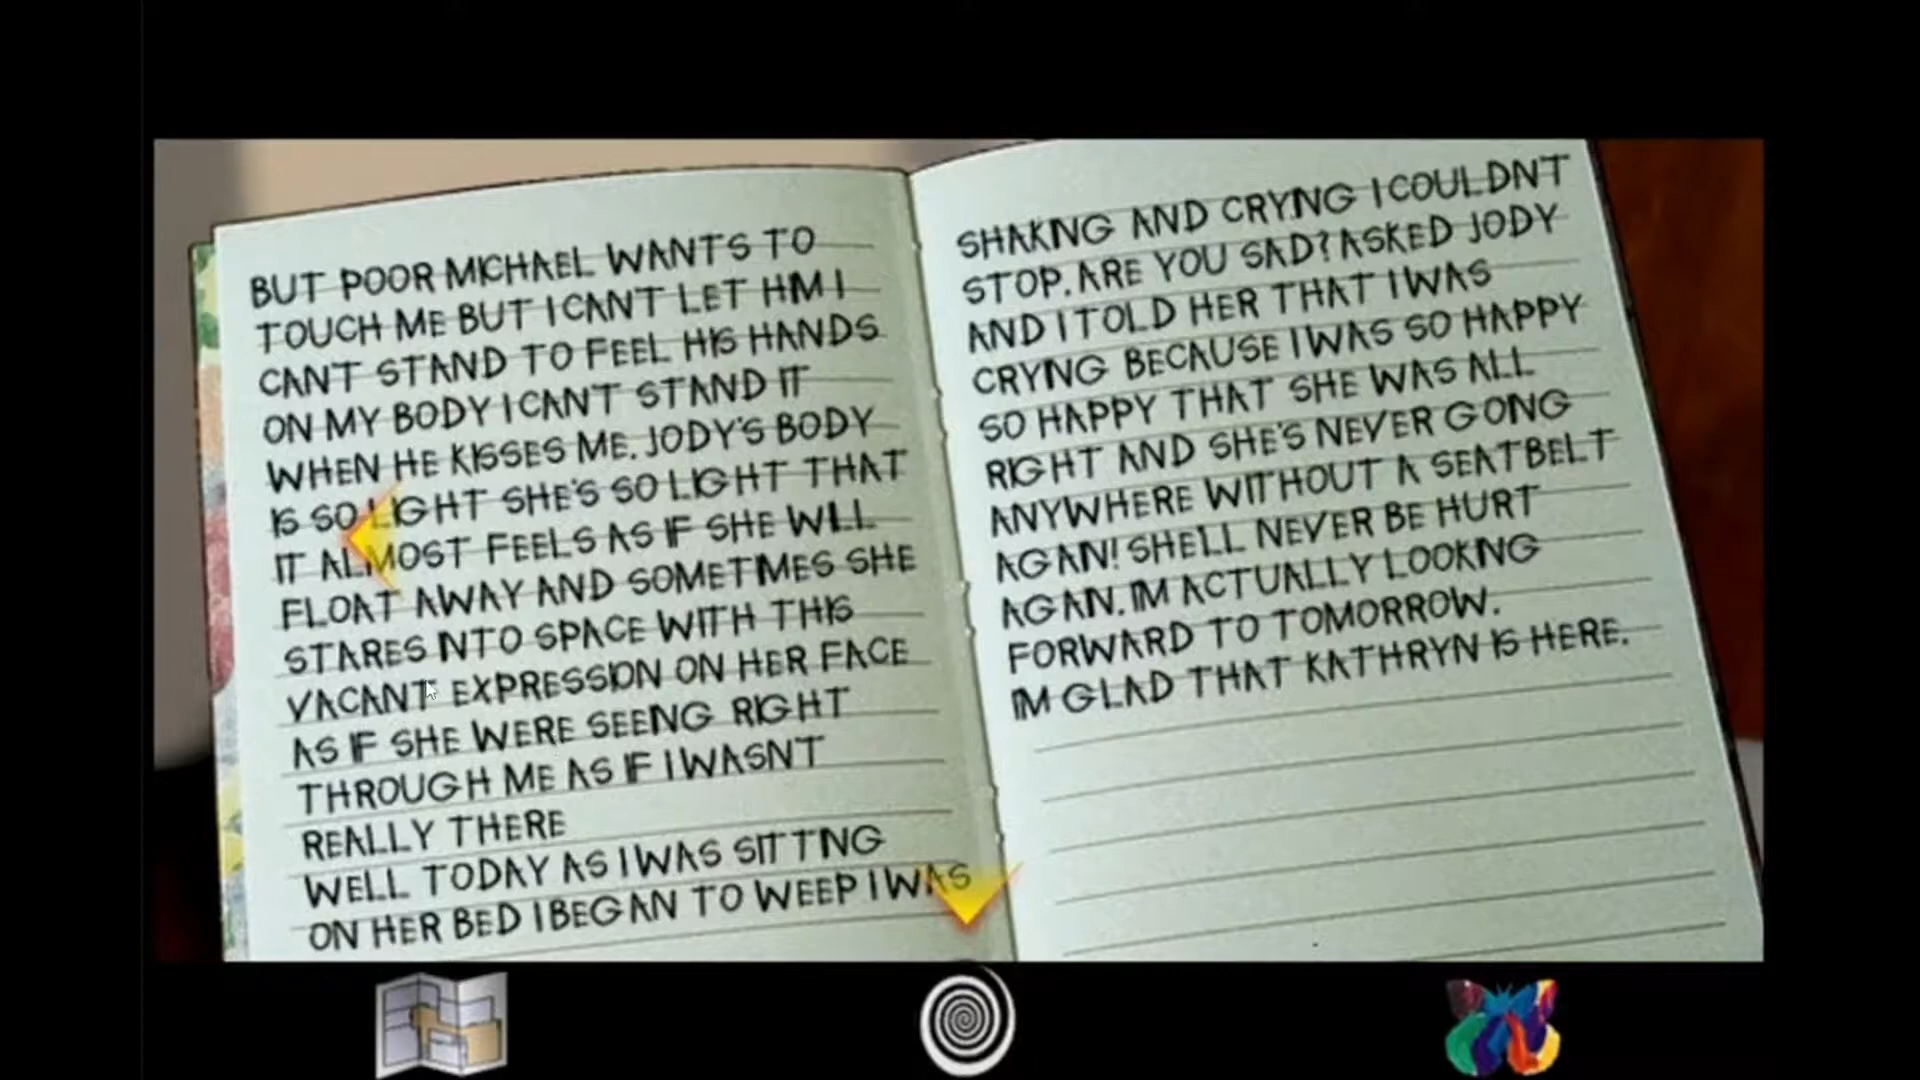 BUT POOR MICHAEL WANTS TO
TOUCH ME BUT I CANT LET HIM I
CANT STAND TO FEEL HIS HANDS
ON MY BODY I CANT STAND IT
WHEN HE KISSES ME. JODY'S BODY
IS SO LIGHT SHE'S SO LIGHT THAT
IT ALMOST FEELS AS IF SHE WILL
FLOAT AWAY AND SOMETIMES SHE
STARES INTO SPACE WITH THIS
VACANT EXPRESSION ON HER FACE
AS IF SHE WERE SEEING RIGHT
THROUGH ME AS IF I WASNT
REALLY THERE
WELL TODAY AS I WAS SITTING
ON HER BED I BEGAN TO WEEP I WAS
SHAKING AND CRYING I COULDNT
STOP. ARE YOU SAD? ASKED JODY
AND I TOLD HER THAT I WAS
CRYING BECAUSE I WAS SO HAPPY
SO HAPPY THAT SHE WAS ALL
RIGHT AND SHE'S NEVER GOING
ANYWHERE WITHOUT A SEATBELT
AGAIN! SHELL NEVER BE HURT
AGAIN. IM ACTUALLY LOOKING
FORWARD TO TOMORROW.
IM GLAD THAT KATHRYN IS HERE.